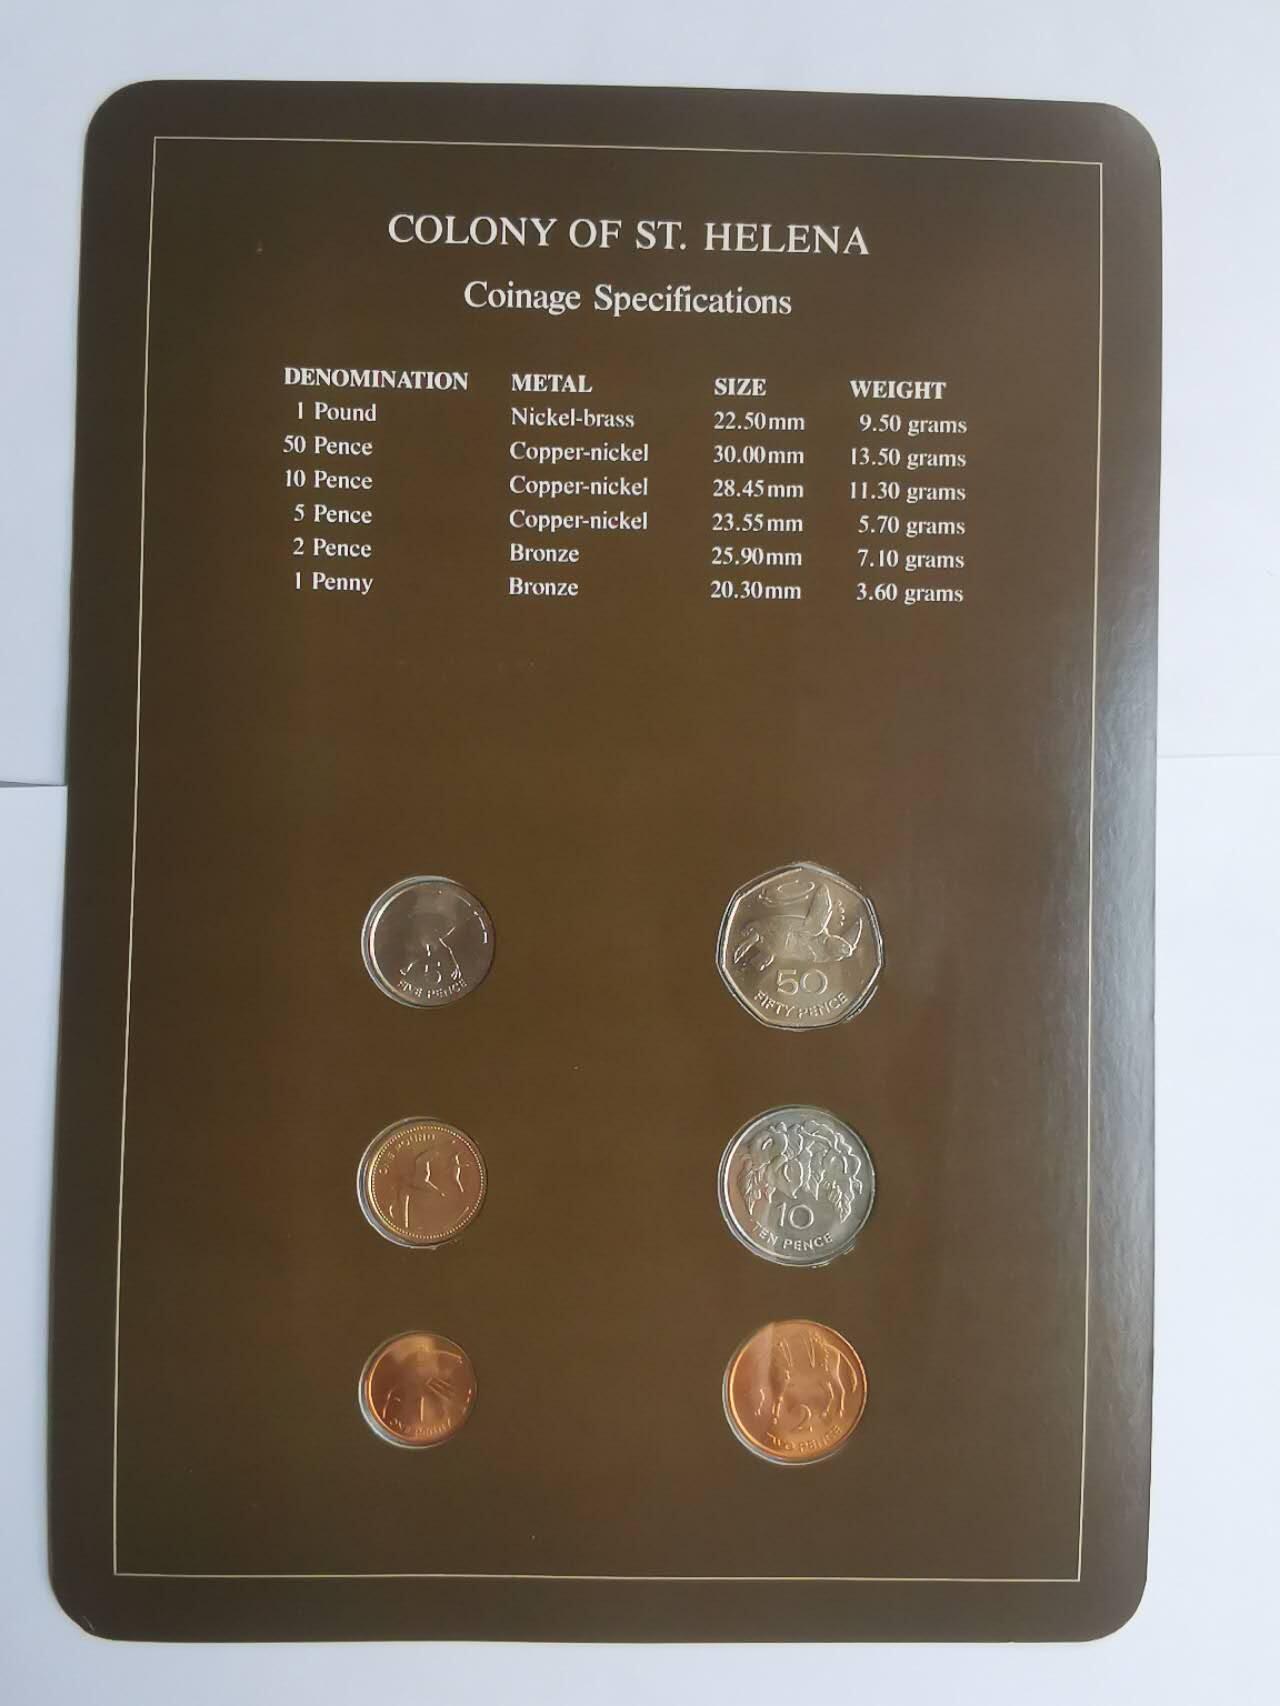 COLONY OF ST. HELENA
Coinage Specifications
DENOMINATION METAL SIZE WEIGHT
1 Pound Nickel-brass 22.50mm 9.50 grams
50 Pence Copper-nickel 30.00mm 13.50 grams
10 Pence Copper-nickel 28.45mm 11.30 grams
5 Pence Copper-nickel 23.55mm 5.70 grams
2 Pence Bronze 25.90mm 7.10 grams
1 Penny Bronze 20.30mm 3.60 grams
5
FIVE PENCE
50
FIFTY PENCE
ONE POUND
10
TEN PENCE
1
ONE PENNY
2
TWO PENCE